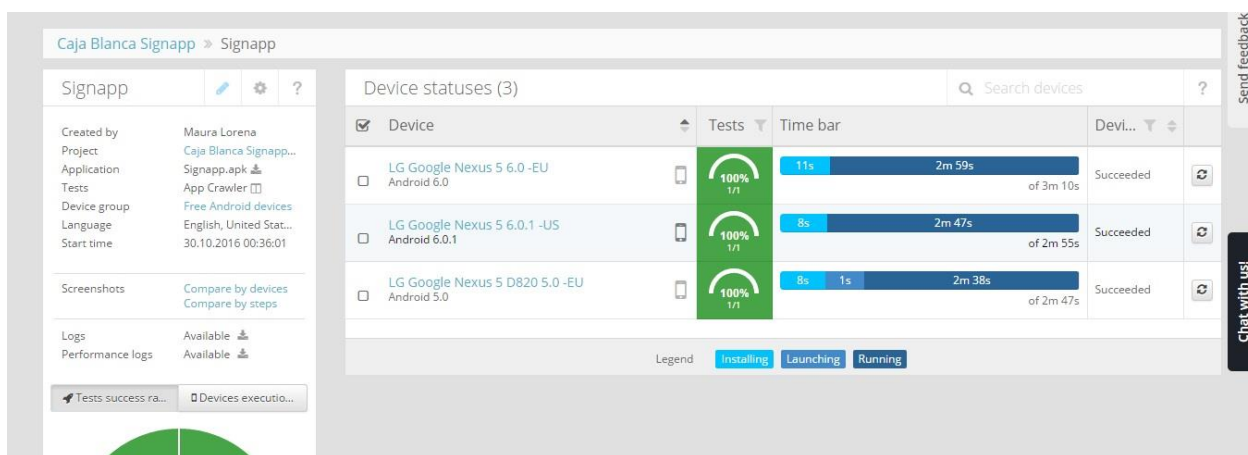 Caja Blanca Signapp » Signapp
Signapp ?
Created by Maura Lorena
Project Caja Blanca Signapp...
Application Signapp.apk
Tests App Crawler
Device group Free Android devices
Language English, United Stat...
Start time 30.10.2016 00:36:01
Screenshots Compare by devices
Compare by steps
Logs Available
Performance logs Available
Tests success ra... Devices executio...
Device statuses (3) Search devices ?
Device Tests Time bar Devi...
LG Google Nexus 5 6.0 -EU
Android 6.0
100%
1/1
11s 2m 59s
of 3m 10s
Succeeded
LG Google Nexus 5 6.0.1 -US
Android 6.0.1
100%
1/1
8s 2m 47s
of 2m 55s
Succeeded
LG Google Nexus 5 D820 5.0 -EU
Android 5.0
100%
1/1
8s 1s 2m 38s
of 2m 47s
Succeeded
Legend Installing Launching Running
Send feedback
Chat with us!